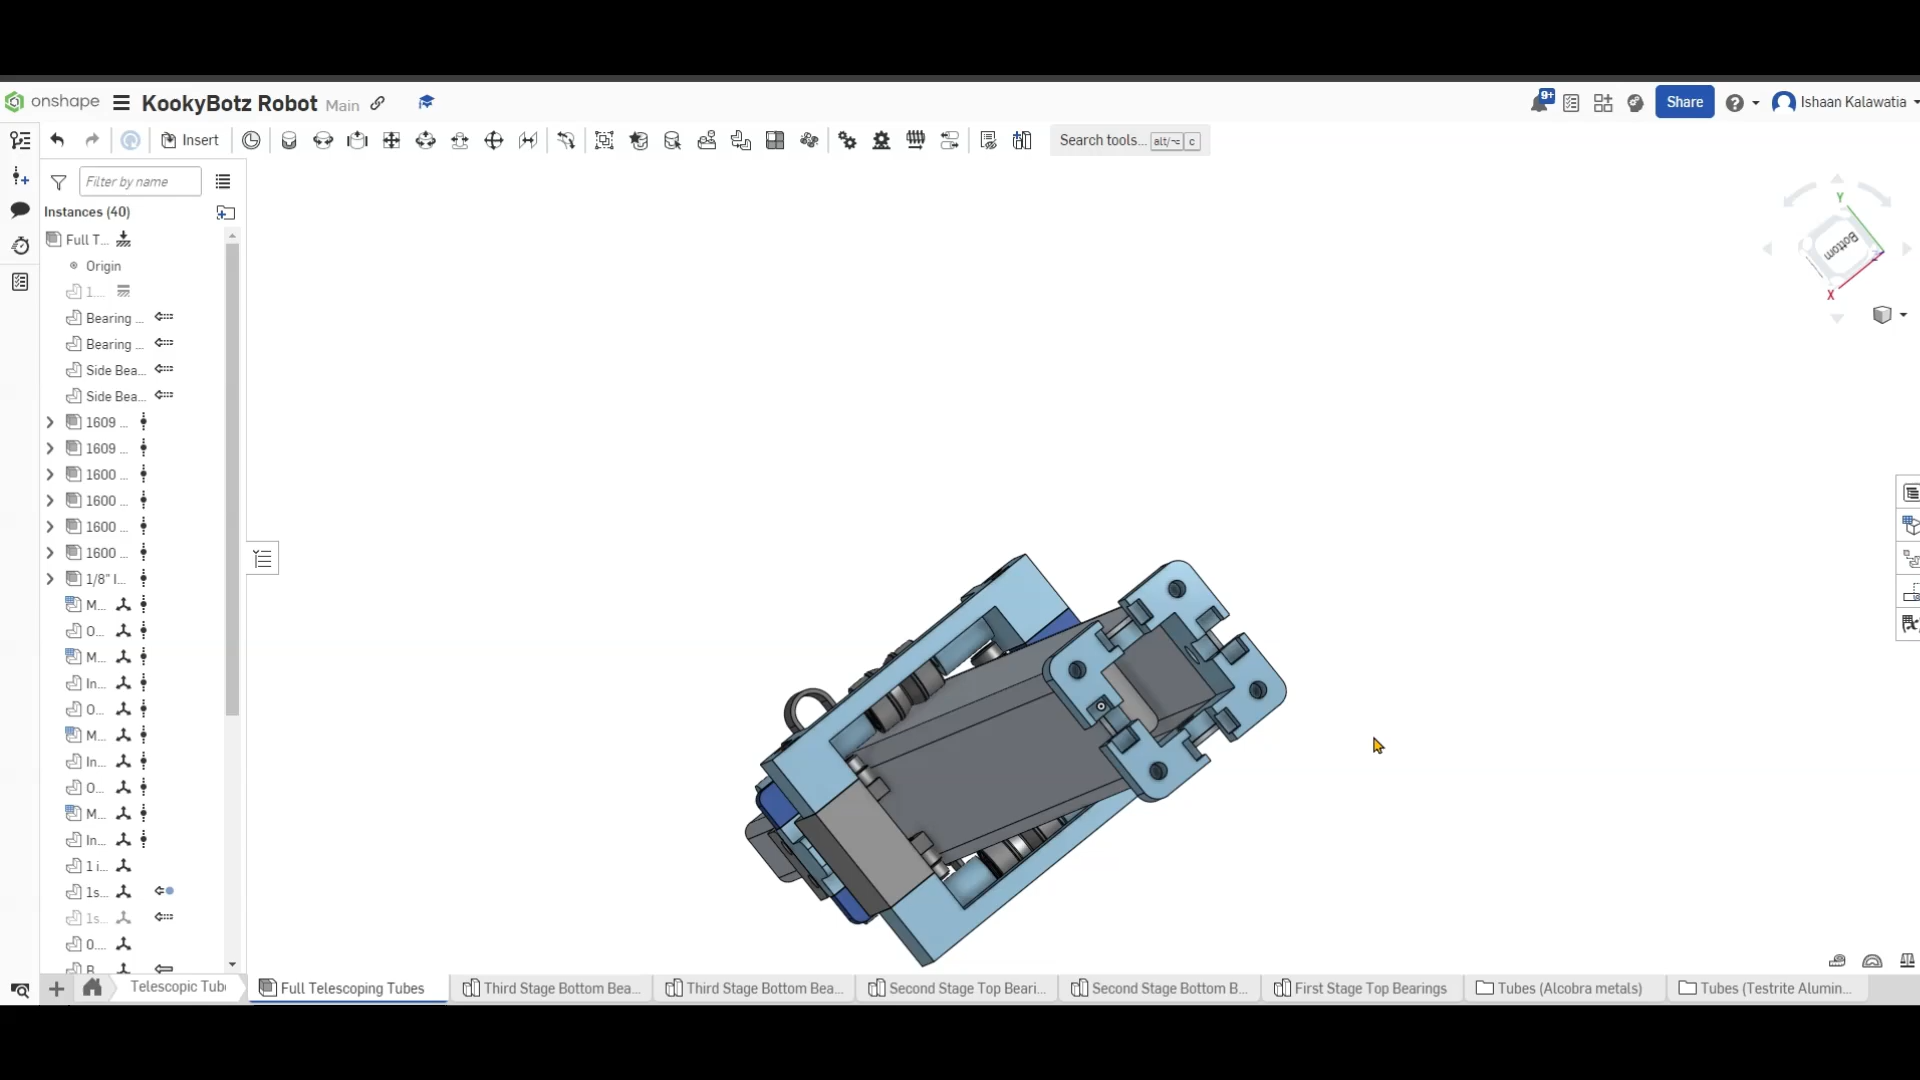 onshape KookyBotz Robot Main 9+ Share Ishaan Kalawatia
Insert Search tools... alt/⌥ c
Filter by name
Instances (40)
Full T...
Origin
1....
Bearing ...
Bearing ...
Side Bea...
Side Bea...
1609 ...
1609 ...
1600 ...
1600 ...
1600 ...
1600 ...
1/8" I...
M...
O...
M...
In...
O...
M...
In...
O...
M...
In...
1 i...
1s...
1s...
0....
Y
Bottom
Z
X
Telescopic Tub Full Telescoping Tubes Third Stage Bottom Bea... Third Stage Bottom Bea... Second Stage Top Beari... Second Stage Bottom B... First Stage Top Bearings Tubes (Alcobra metals) Tubes (Testrite Alumin...